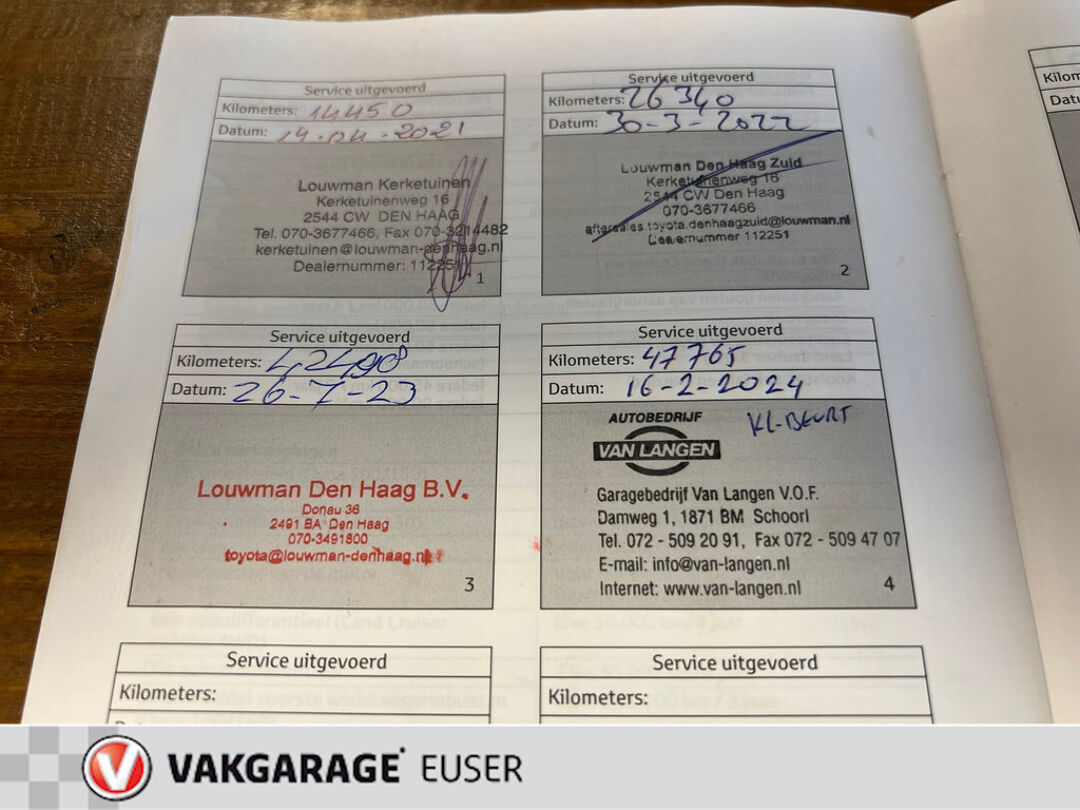 Service uitgevoerd
Kilometers: 14450
Datum: 14-04-2021
Louwman Kerketuinen
Kerketuinenweg 16
2544 CW DEN HAAG
Tel. 070-3677466, Fax 070-3214482
kerketuinen@louwman-denhaag.nl
Dealernummer: 112251
1
Service uitgevoerd
Kilometers: 26340
Datum: 30-3-2022
Louwman Den Haag Zuid
Kerketuinenweg 16
2544 CW Den Haag
070-3677466
aftersales.toyota.denhaagzuid@louwman.nl
Dealernummer 112251
2
Service uitgevoerd
Kilometers: 42490
Datum: 26-7-23
Louwman Den Haag B.V.
Donau 36
2491 BA Den Haag
070-3491800
toyota@louwman-denhaag.nl
3
Service uitgevoerd
Kilometers: 47765
Datum: 16-2-2024
AUTOBEDRIJF
VAN LANGEN
KL-BEURT
Garagebedrijf Van Langen V.O.F.
Damweg 1, 1871 BM Schoorl
Tel. 072 - 509 20 91, Fax 072 - 509 47 07
E-mail: info@van-langen.nl
Internet: www.van-langen.nl
4
Service uitgevoerd
Kilometers:
Service uitgevoerd
Kilometers:
VAKGARAGE EUSER